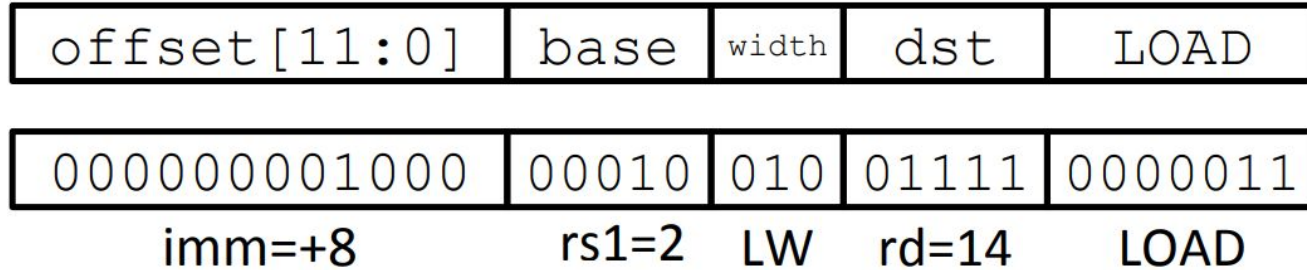 offset[11:0] base width dst LOAD
000000001000 00010 010 01111 0000011
imm=+8 rs1=2 LW rd=14 LOAD